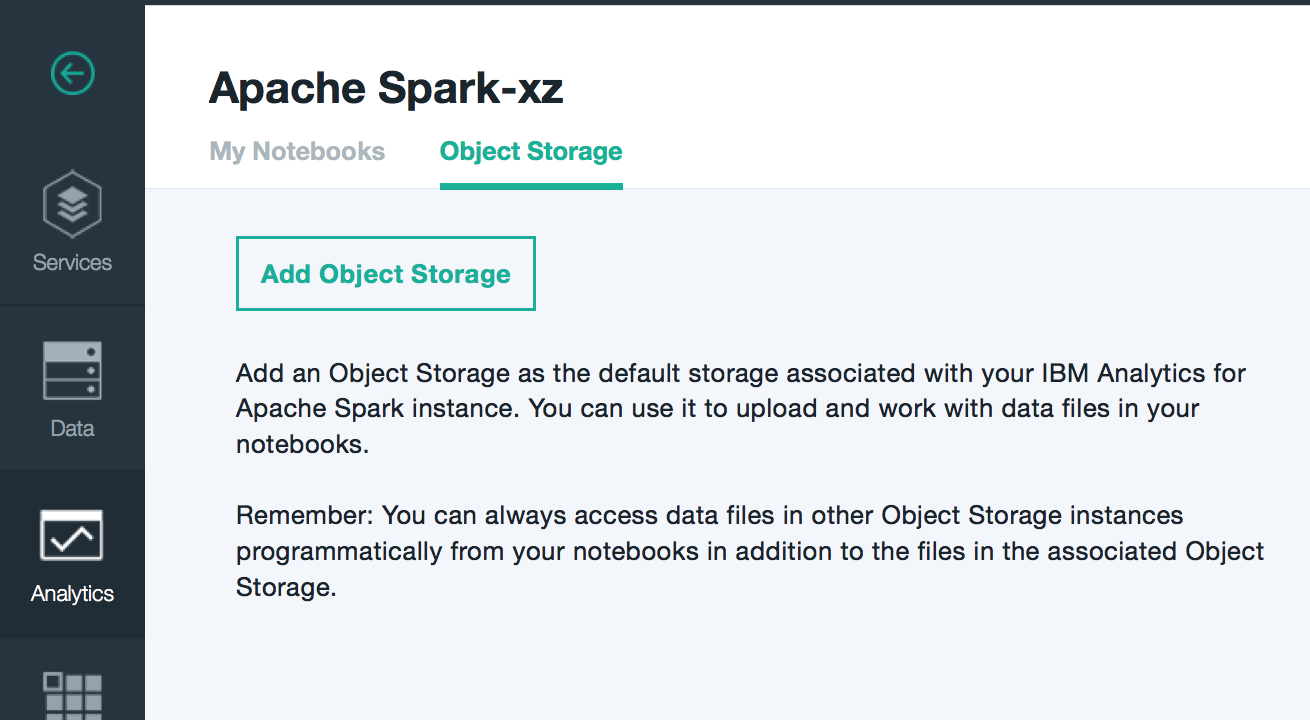 Apache Spark-xz
My Notebooks
Object Storage
Services
Data
Analytics
Add Object Storage
Add an Object Storage as the default storage associated with your IBM Analytics for
Apache Spark instance. You can use it to upload and work with data files in your
notebooks.
Remember: You can always access data files in other Object Storage instances
programmatically from your notebooks in addition to the files in the associated Object
Storage.